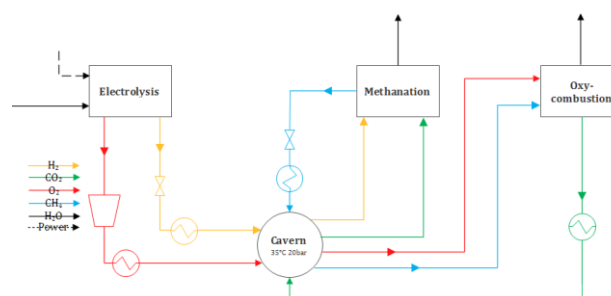 Electrolysis
Methanation
Oxy-
combustion
H₂
CO₂
O₂
CH₄
H₂O
Power
Cavern
35°C 20bar